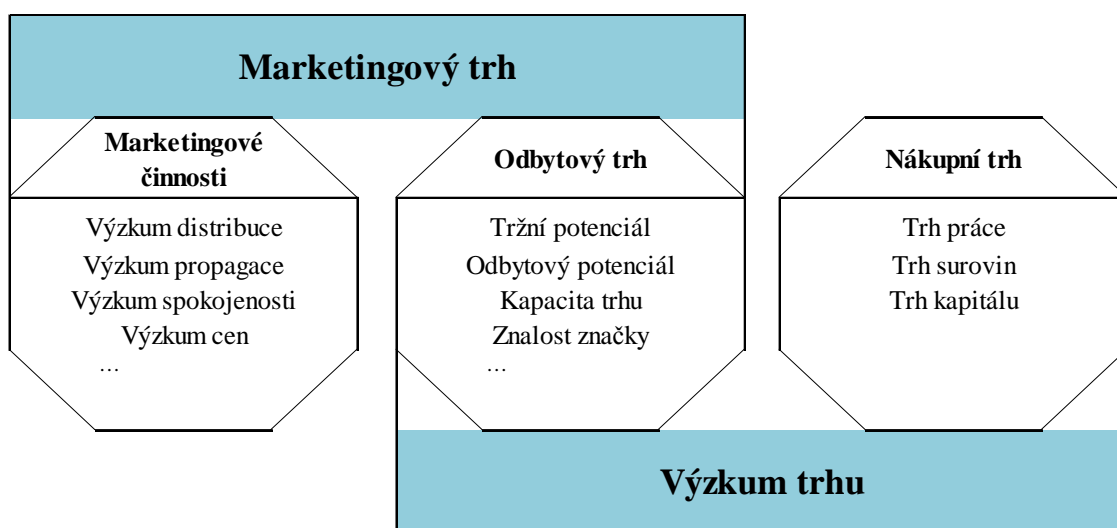 Marketingový trh
Marketingové
činnosti
Výzkum distribuce
Výzkum propagace
Výzkum spokojenosti
Výzkum cen
…
Odbytový trh
Tržní potenciál
Odbytový potenciál
Kapacita trhu
Znalost značky
…
Nákupní trh
Trh práce
Trh surovin
Trh kapitálu
Výzkum trhu